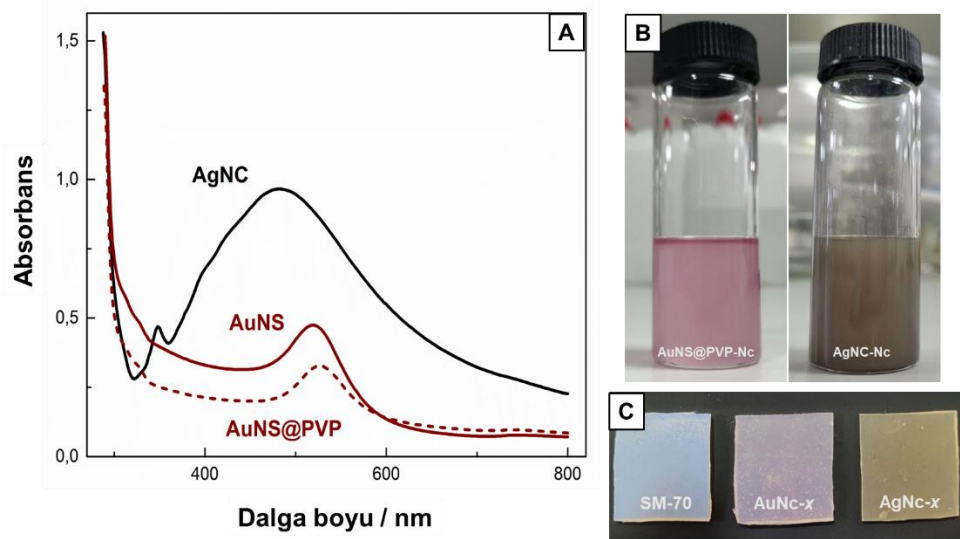 A
1,5
1,0
0,5
0,0
Absorbans
AgNC
AuNS
AuNS@PVP
400
600
800
Dalga boyu / nm
B
AuNS@PVP-Nc
AgNC-Nc
C
SM-70
AuNc-x
AgNc-x